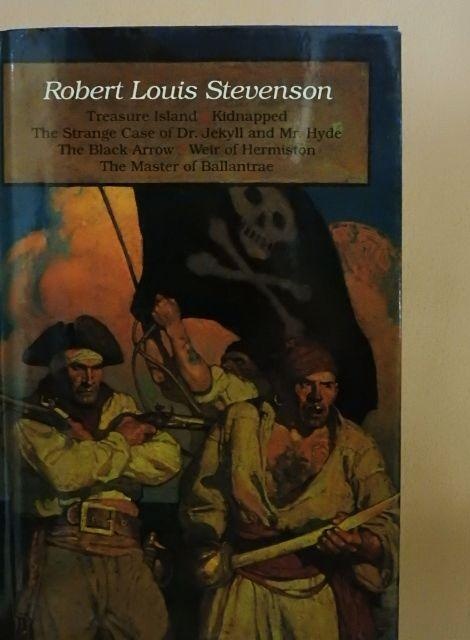 Robert Louis Stevenson
Treasure Island Kidnapped
The Strange Case of Dr. Jekyll and Mr. Hyde
The Black Arrow Weir of Hermiston
The Master of Ballantrae